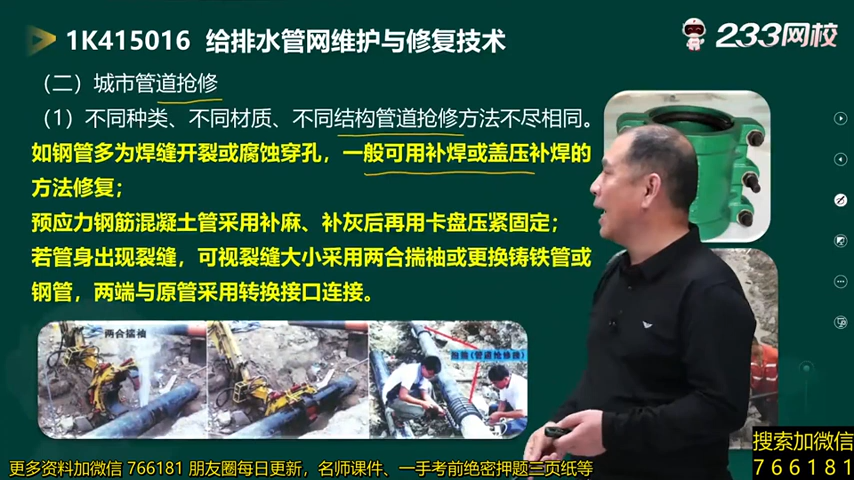 1K415016 给排水管网维护与修复技术
233网校
（二）城市管道抢修
（1）不同种类、不同材质、不同结构管道抢修方法不尽相同。
如钢管多为焊缝开裂或腐蚀穿孔，一般可用补焊或盖压补焊的
方法修复；
预应力钢筋混凝土管采用补麻、补灰后再用卡盘压紧固定；
若管身出现裂缝，可视裂缝大小采用两合揣袖或更换铸铁管或
钢管，两端与原管采用转换接口连接。
两合揣袖
(管道抢修接)
搜索加微信
766181
更多资料加微信 766181 朋友圈每日更新，名师课件、一手考前绝密押题三页纸等